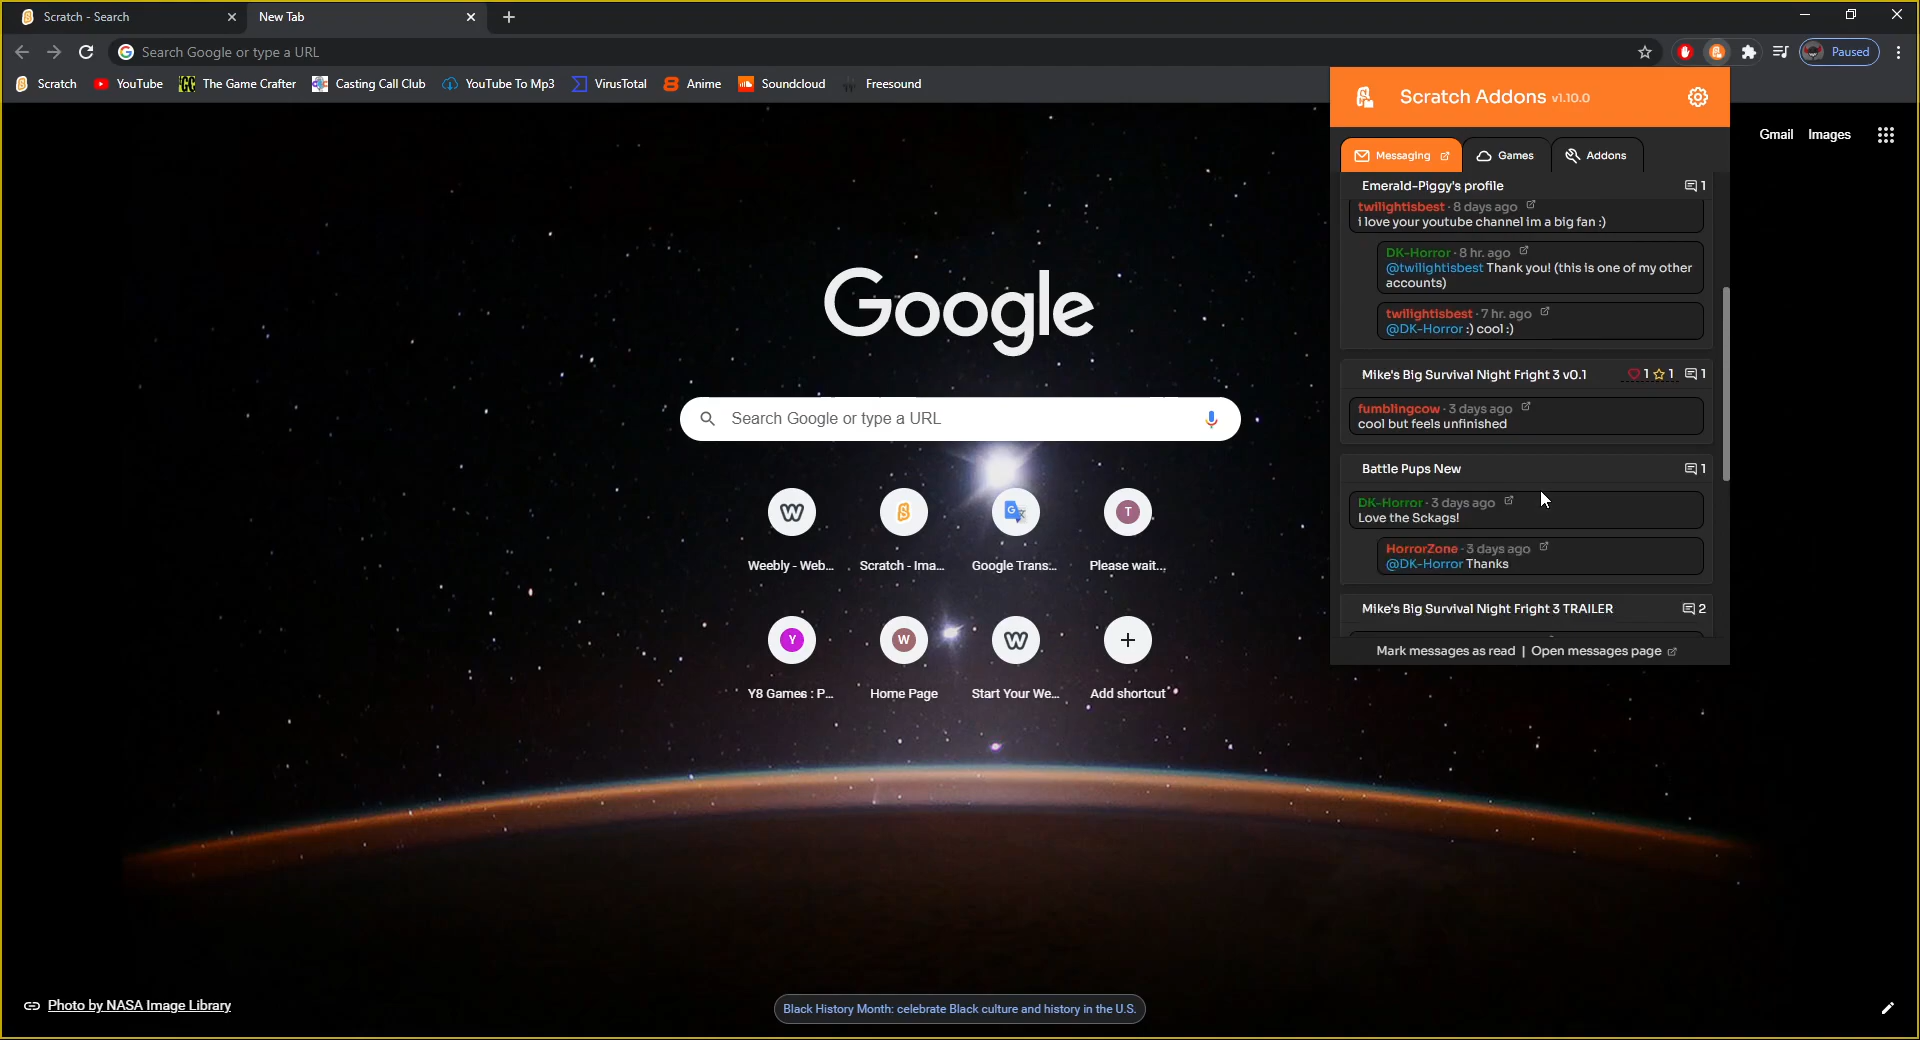 Scratch - Search
New Tab
Search Google or type a URL
Paused
Scratch
YouTube
The Game Crafter
Casting Call Club
YouTube To Mp3
VirusTotal
Anime
Soundcloud
Freesound
Scratch Addons v1.10.0
Gmail
Images
Messaging
Games
Addons
Emerald-Piggy's profile
1
twilightisbest · 8 days ago
i love your youtube channel im a big fan :)
DK-Horror · 8 hr. ago
@twilightisbest Thank you! (this is one of my other
accounts)
twilightisbest · 7 hr. ago
@DK-Horror :) cool :)
Mike's Big Survival Night Fright 3 v0.1
1
1
1
fumblingcow · 3 days ago
cool but feels unfinished
Battle Pups New
1
DK-Horror · 3 days ago
Love the Sckags!
HorrorZone · 3 days ago
@DK-Horror Thanks
Mike's Big Survival Night Fright 3 TRAILER
2
Mark messages as read | Open messages page
Google
Search Google or type a URL
Weebly - Web...
Scratch - Ima...
Google Trans...
T
Please wait...
Y
Y8 Games : P...
W
Home Page
Start Your We...
Add shortcut
Photo by NASA Image Library
Black History Month: celebrate Black culture and history in the U.S.